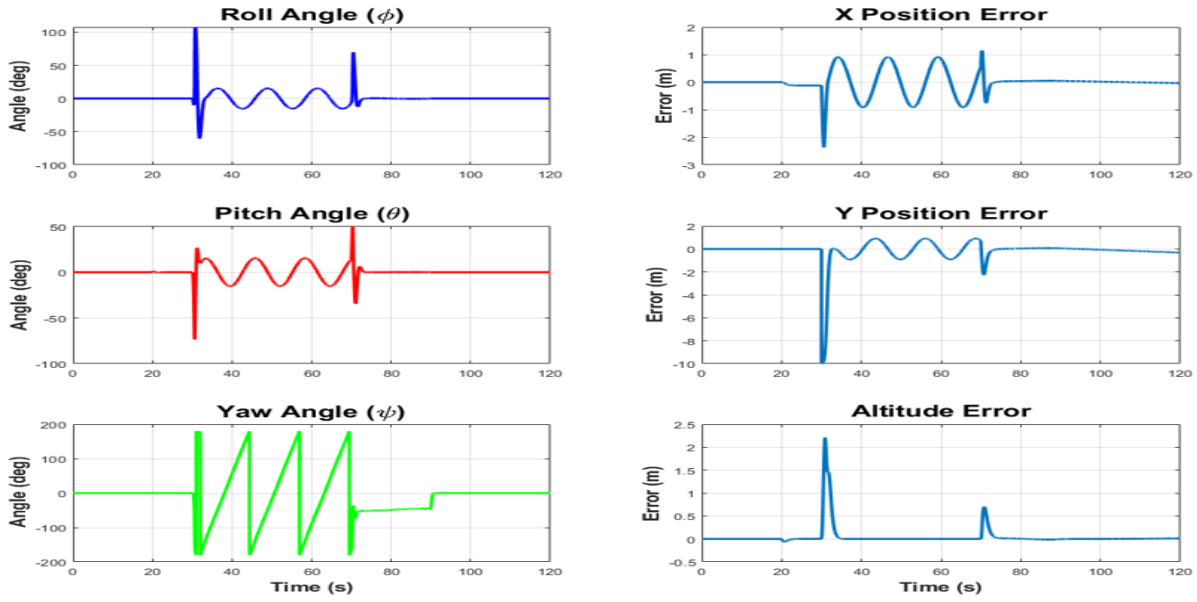 Roll Angle (ϕ)
Angle (deg)
100
50
0
-50
-100
0 20 40 60 80 100 120
X Position Error
Error (m)
2
1
0
-1
-2
-3
0 20 40 60 80 100 120
Pitch Angle (θ)
Angle (deg)
50
0
-50
-100
0 20 40 60 80 100 120
Y Position Error
Error (m)
2
0
-2
-4
-6
-8
-10
0 20 40 60 80 100 120
Yaw Angle (ψ)
Angle (deg)
200
100
0
-100
-200
0 20 40 60 80 100 120
Time (s)
Altitude Error
Error (m)
2.5
2
1.5
1
0.5
0
-0.5
0 20 40 60 80 100 120
Time (s)